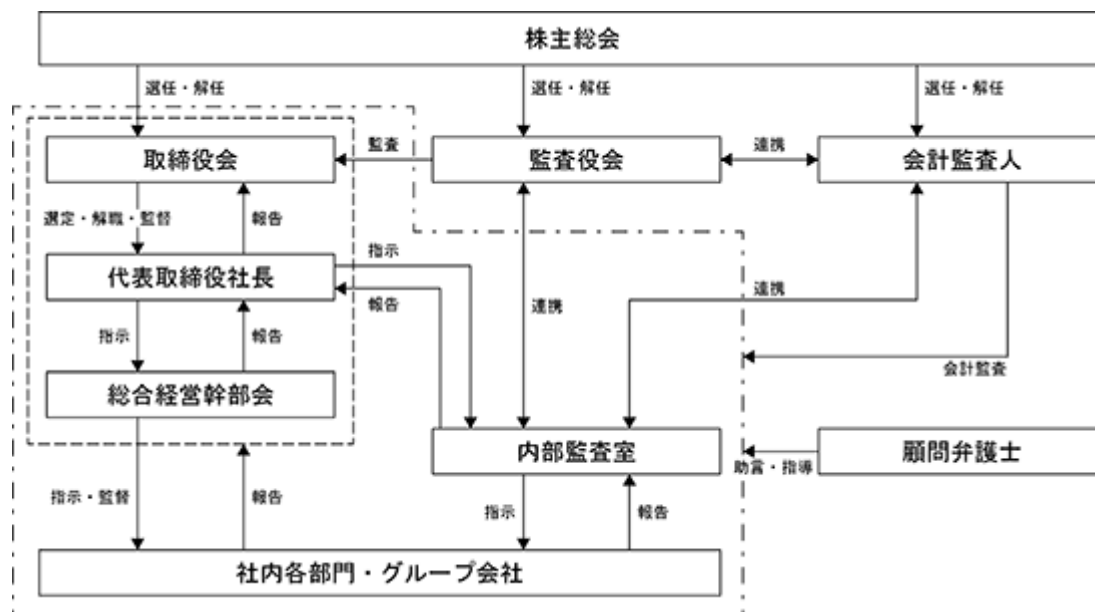 株主総会
選任・解任
選任・解任
選任・解任
取締役会
監査
監査役会
連携
会計監査人
選定・解職・監督
報告
指示
代表取締役社長
報告
連携
連携
指示
報告
会計監査
総合経営幹部会
内部監査室
顧問弁護士
助言・指導
指示・監督
報告
指示
報告
社内各部門・グループ会社